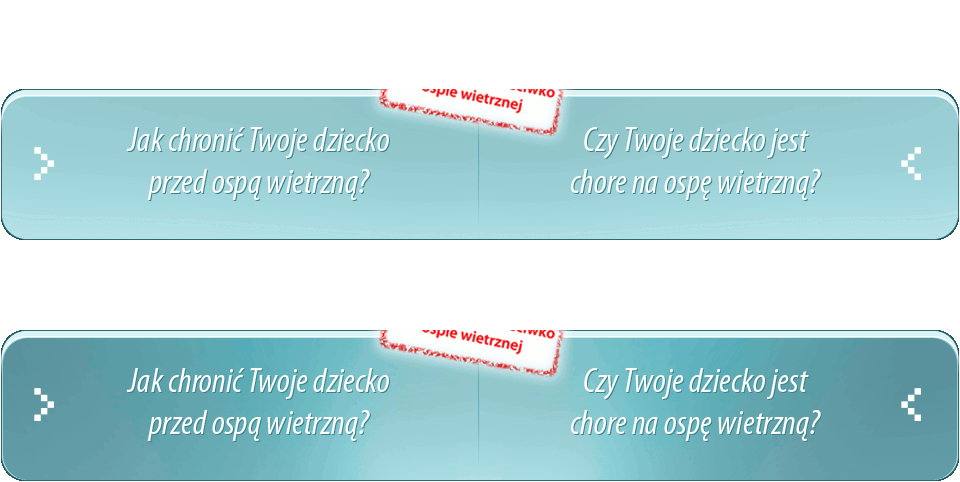 ospie wietrznej
Jak chronić Twoje dziecko
przed ospą wietrzną?
Czy Twoje dziecko jest
chore na ospę wietrzną?
ospie wietrznej
Jak chronić Twoje dziecko
przed ospą wietrzną?
Czy Twoje dziecko jest
chore na ospę wietrzną?